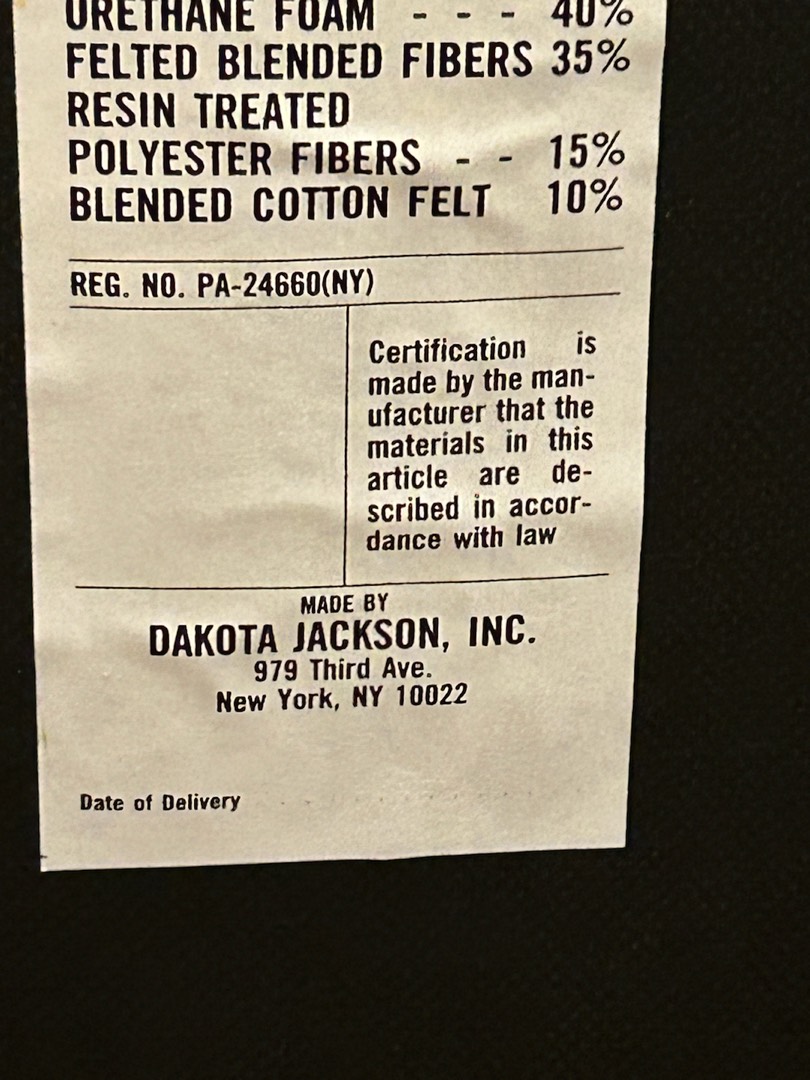 URETHANE FOAM - - - 40%
FELTED BLENDED FIBERS 35%
RESIN TREATED
POLYESTER FIBERS - - 15%
BLENDED COTTON FELT 10%
REG. NO. PA-24660(NY)
Certification is
made by the man-
ufacturer that the
materials in this
article are de-
scribed in accor-
dance with law
MADE BY
DAKOTA JACKSON, INC.
979 Third Ave.
New York, NY 10022
Date of Delivery